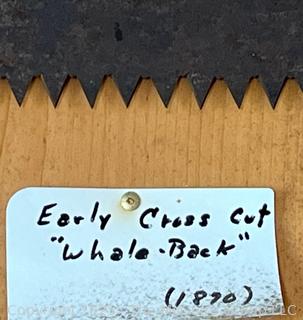 Early Cross cut
"Whale-Back"
(1890)